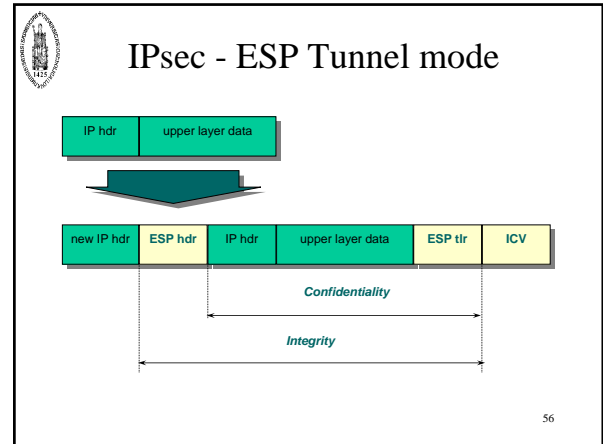 IPsec - ESP Tunnel mode
IP hdr upper layer data
new IP hdr ESP hdr IP hdr upper layer data ESP tlr ICV
Confidentiality
Integrity
56
1425